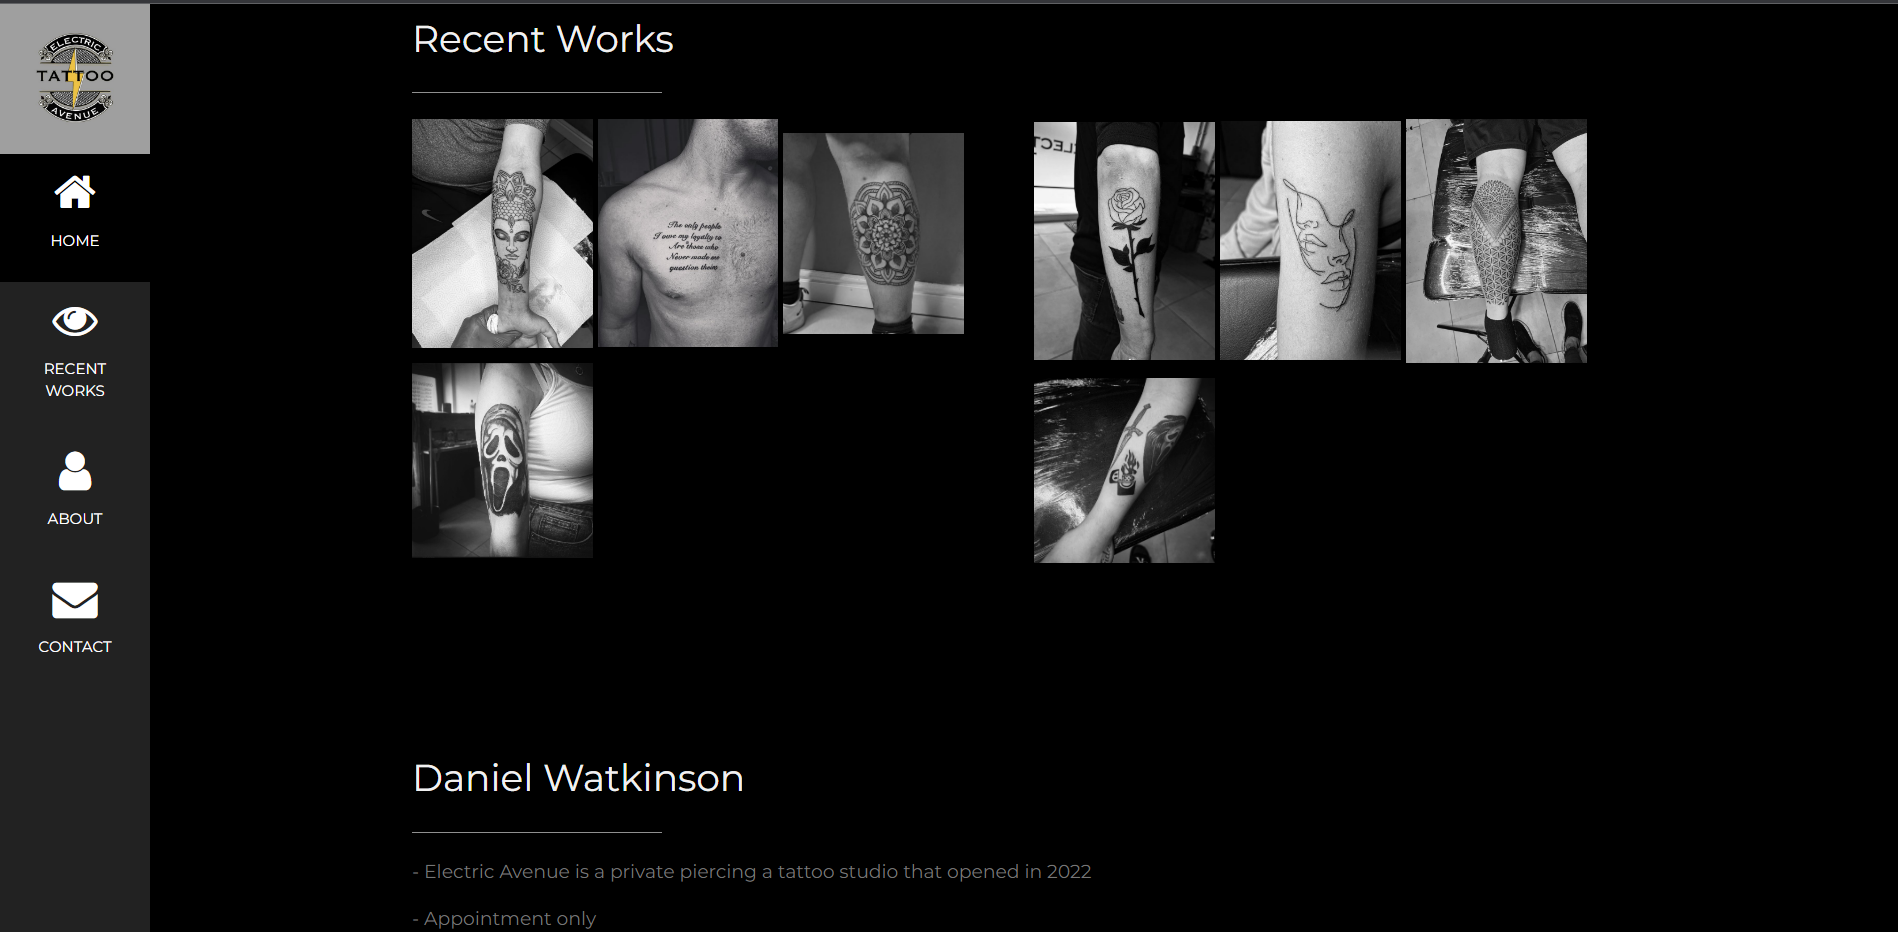 ELECTRIC
TATTOO
AVENUE
HOME
RECENT
WORKS
ABOUT
CONTACT
Recent Works
The only people
I owe my loyalty to
Are those who
Never made me
question them
Daniel Watkinson
- Electric Avenue is a private piercing a tattoo studio that opened in 2022
- Appointment only